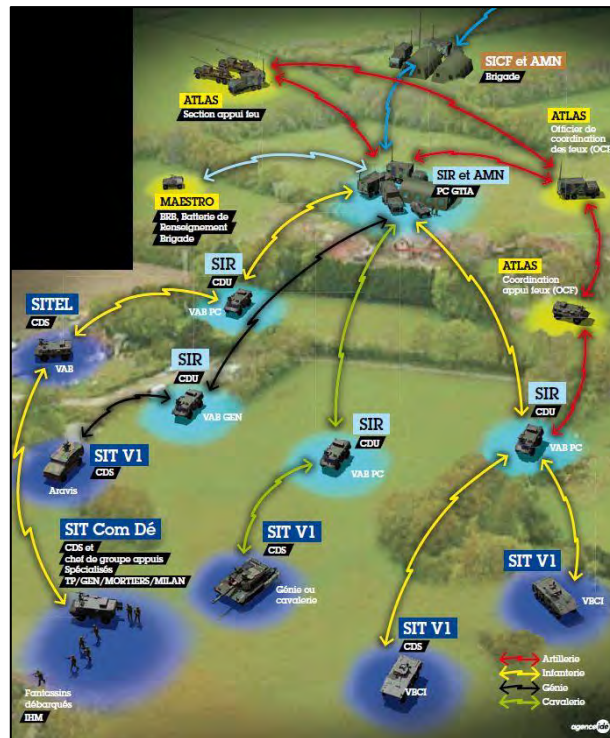 SICF et AMN
Brigade
ATLAS
Section appui feu
ATLAS
Officier de
coordination
des feux (OCF)
SIR et AMN
PC GTIA
MAESTRO
BRB, Batterie de
Renseignement
Brigade
SIR
CDU
VAB PC
ATLAS
Coordination
appui feux (OCF)
SITEL
CDS
VAB
SIR
CDU
VAB GEN
SIR
CDU
VAB PC
SIR
CDU
VAB PC
SIT V1
CDS
Aravis
SIT Com Dé
CDS et
chef de groupe appuis
Spécialisés
TP/GEN/MORTIERS/MILAN
Fantassins
débarqués
IHM
SIT V1
CDS
Génie ou
cavalerie
SIT V1
VBCI
SIT V1
CDS
VBCI
Artillerie
Infanterie
Génie
Cavalerie
agence idé